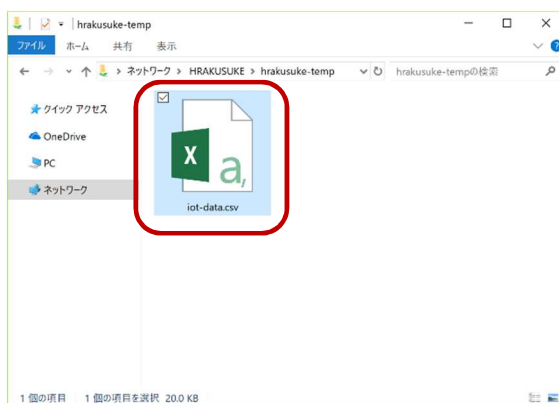 hrakusuke-temp
ファイル ホーム 共有 表示
ネットワーク > HRAKUSUKE > hrakusuke-temp
hrakusuke-tempの検索
クイック アクセス
OneDrive
PC
ネットワーク
X a,
iot-data.csv
1 個の項目 1 個の項目を選択 20.0 KB